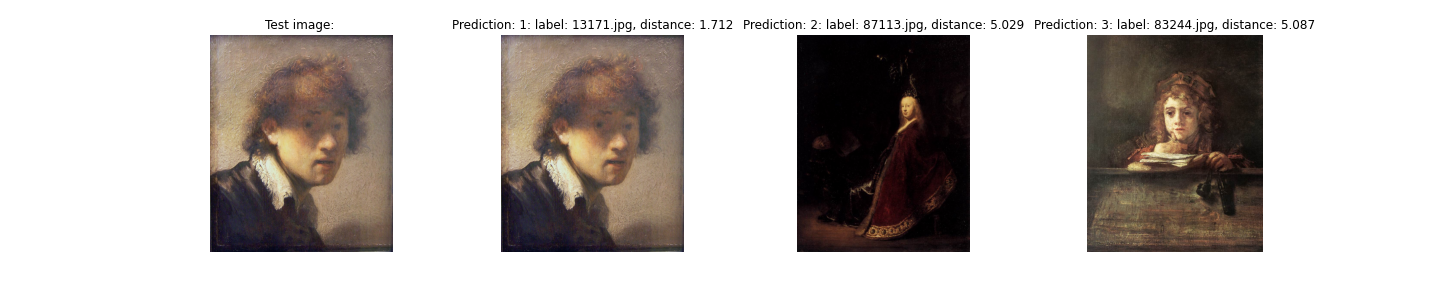 Test image:
Prediction: 1: label: 13171.jpg, distance: 1.712
Prediction: 2: label: 87113.jpg, distance: 5.029
Prediction: 3: label: 83244.jpg, distance: 5.087